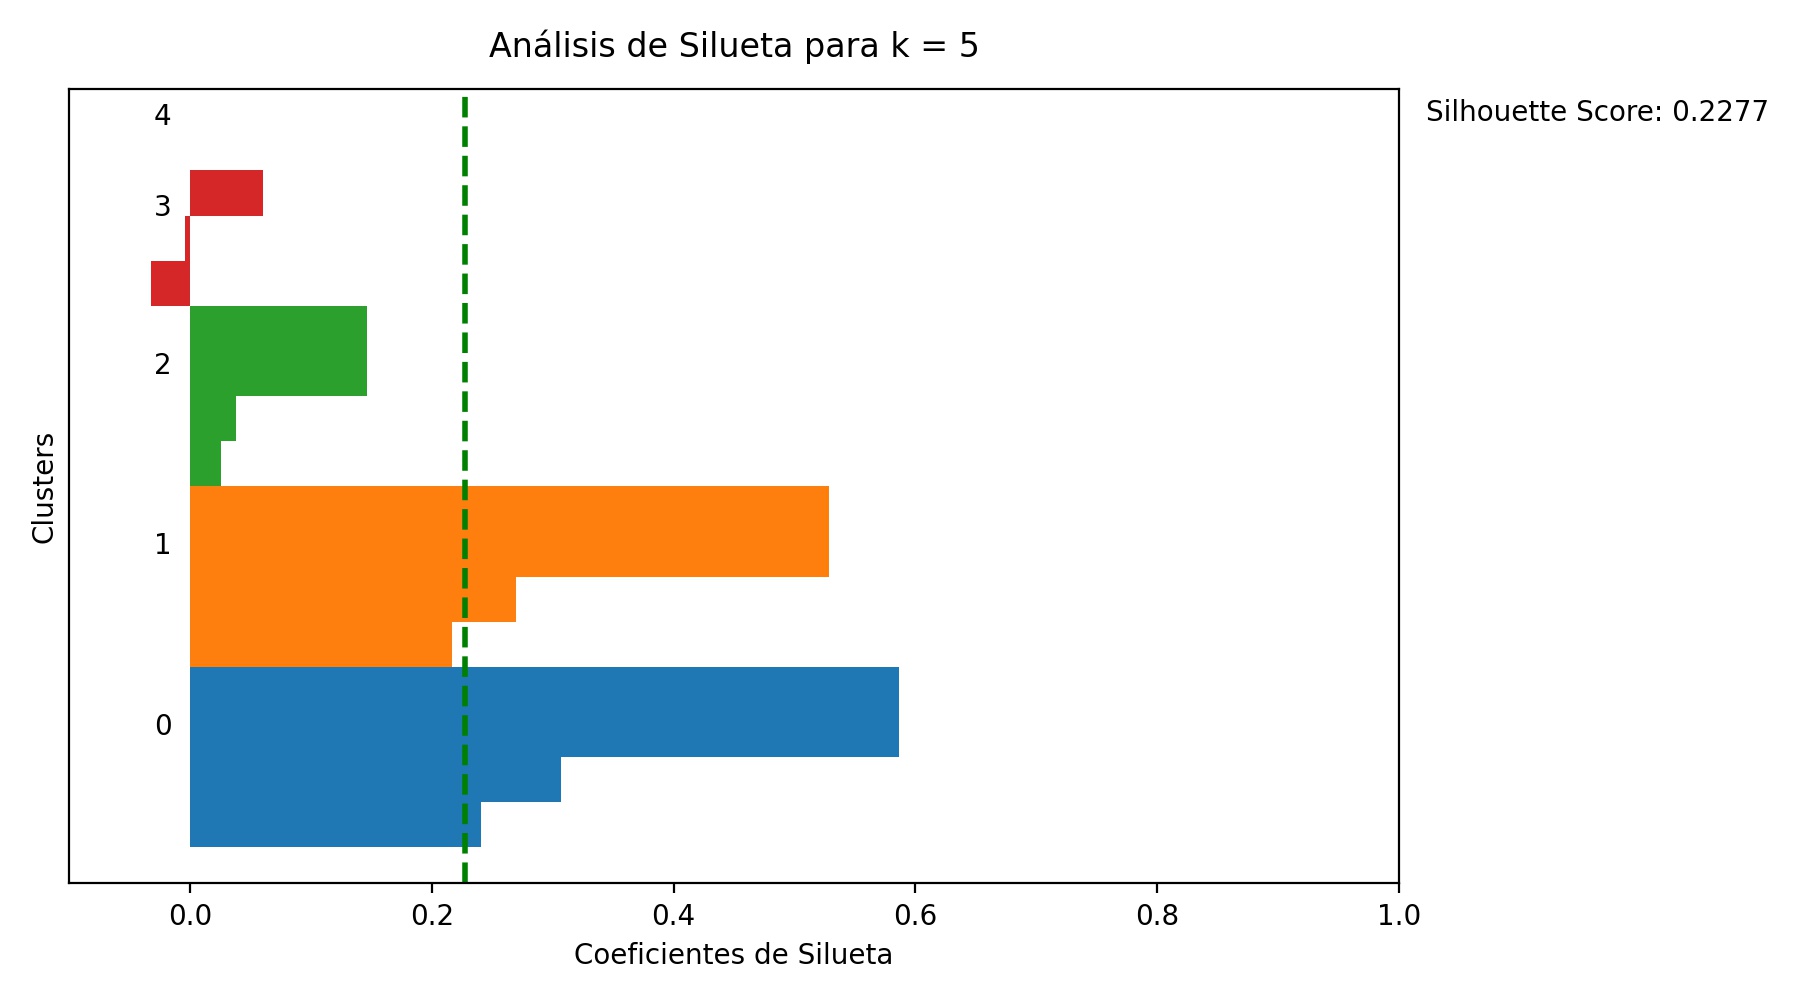 Análisis de Silueta para k = 5
Silhouette Score: 0.2277
4
3
2
1
0
Clusters
0.0 0.2 0.4 0.6 0.8 1.0
Coeficientes de Silueta